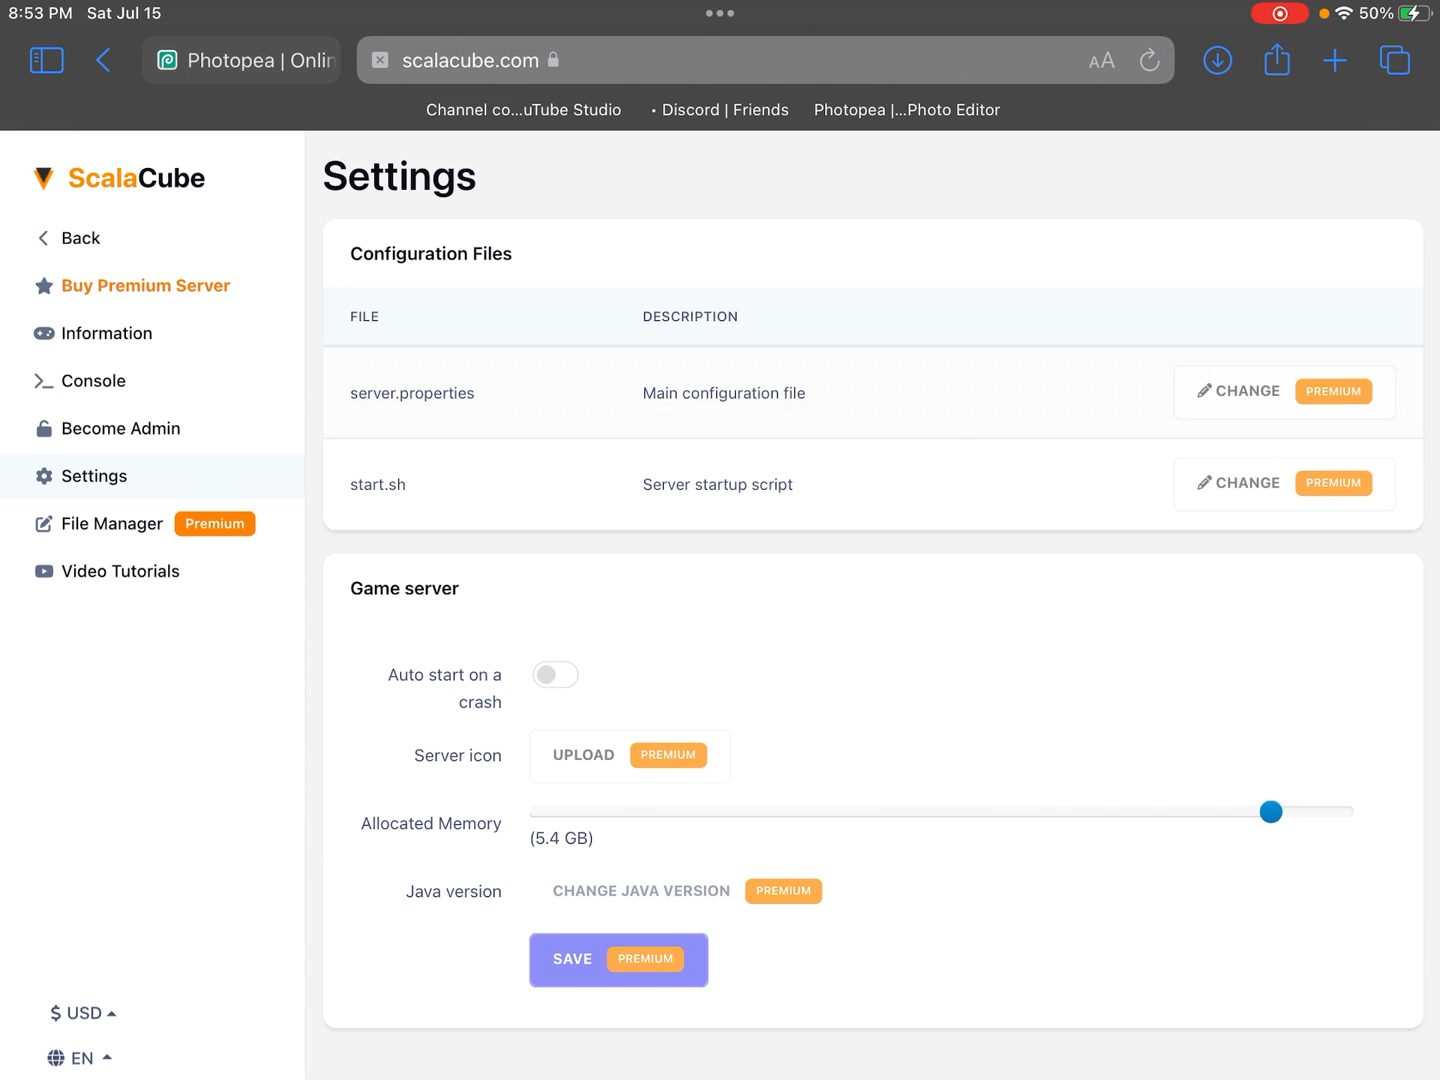 8:53 PM Sat Jul 15
50%
Photopea | Onlin
scalacube.com
AA
Channel co...uTube Studio
• Discord | Friends
Photopea |...Photo Editor
ScalaCube
Back
Buy Premium Server
Information
Console
Become Admin
Settings
File Manager Premium
Video Tutorials
$ USD
EN
Settings
Configuration Files
FILE DESCRIPTION
server.properties Main configuration file CHANGE PREMIUM
start.sh Server startup script CHANGE PREMIUM
Game server
Auto start on a
crash
Server icon UPLOAD PREMIUM
Allocated Memory
(5.4 GB)
Java version CHANGE JAVA VERSION PREMIUM
SAVE PREMIUM